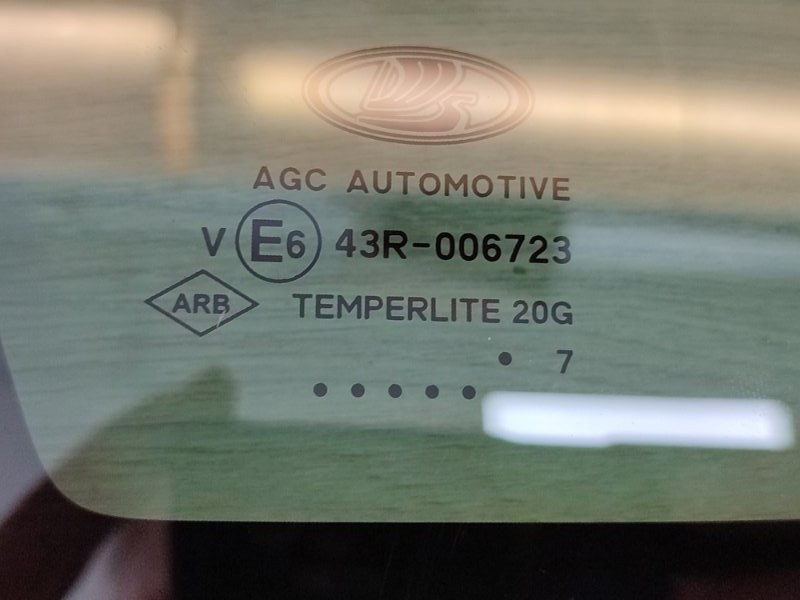 AGC AUTOMOTIVE
V E6 43R-006723
ARB TEMPERLITE 20G
• 7
• • • • •